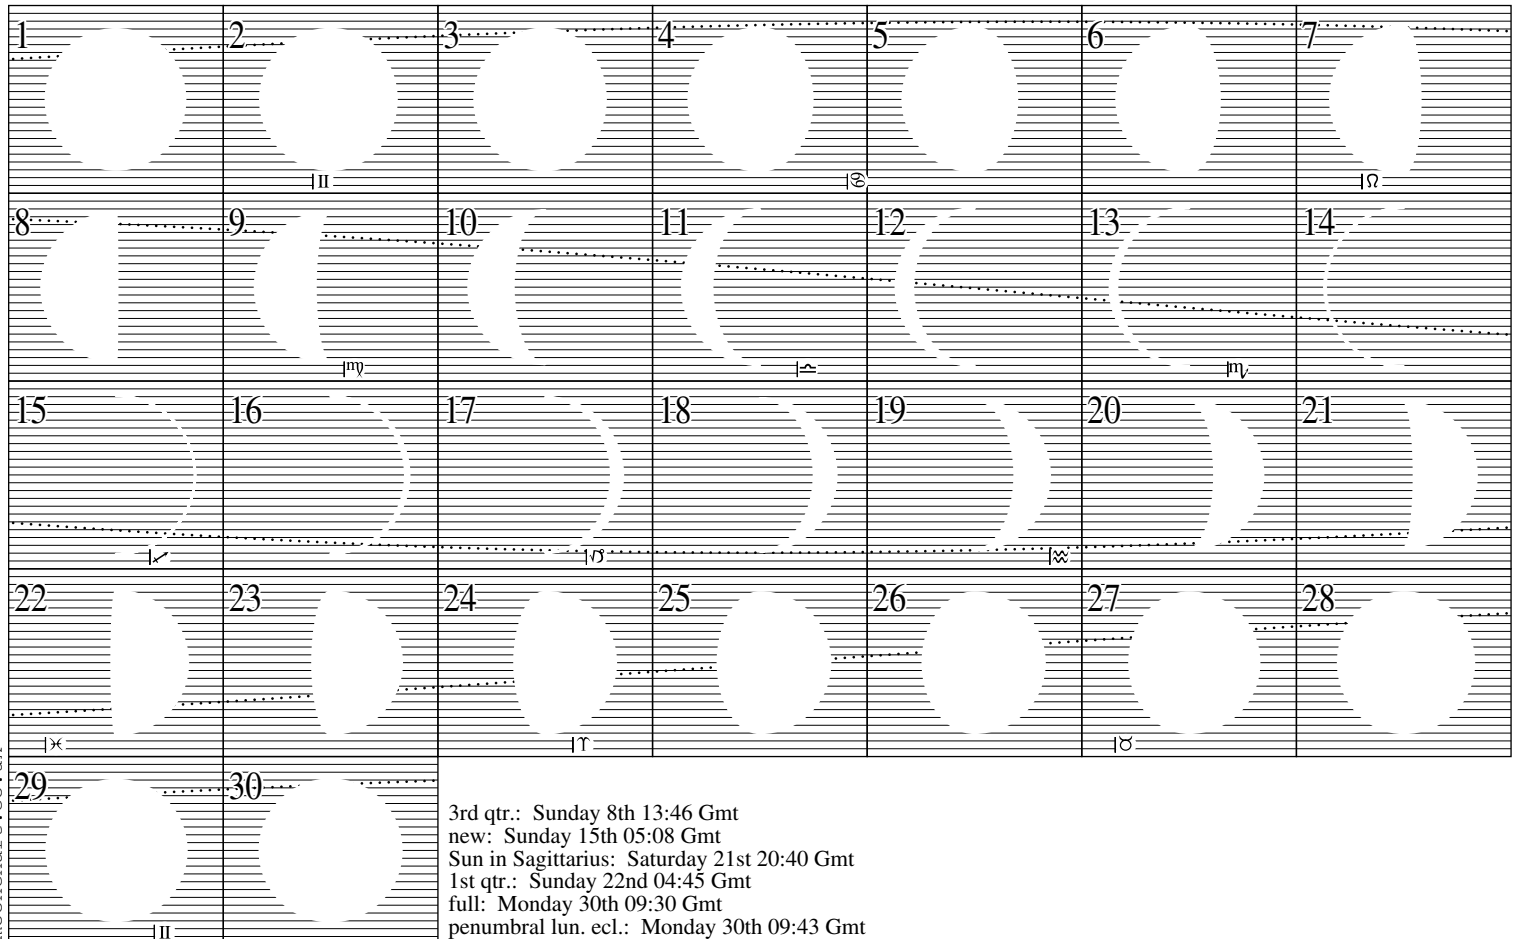 1 2 3 4 5 6 7
♊ ♋ ♌
8 9 10 11 12 13 14
♍ ♎ ♏
15 16 17 18 19 20 21
♐ ♑ ♒
22 23 24 25 26 27 28
♓ ♈ ♉
29 30
♊
3rd qtr.: Sunday 8th 13:46 Gmt
new: Sunday 15th 05:08 Gmt
Sun in Sagittarius: Saturday 21st 20:40 Gmt
1st qtr.: Sunday 22nd 04:45 Gmt
full: Monday 30th 09:30 Gmt
penumbral lun. ecl.: Monday 30th 09:43 Gmt